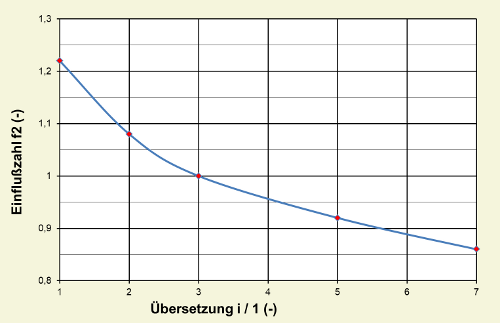 1,3
1,2
1,1
1
0,9
0,8
Einflußzahl f2 (-)
1 2 3 4 5 6 7
Übersetzung i / 1 (-)